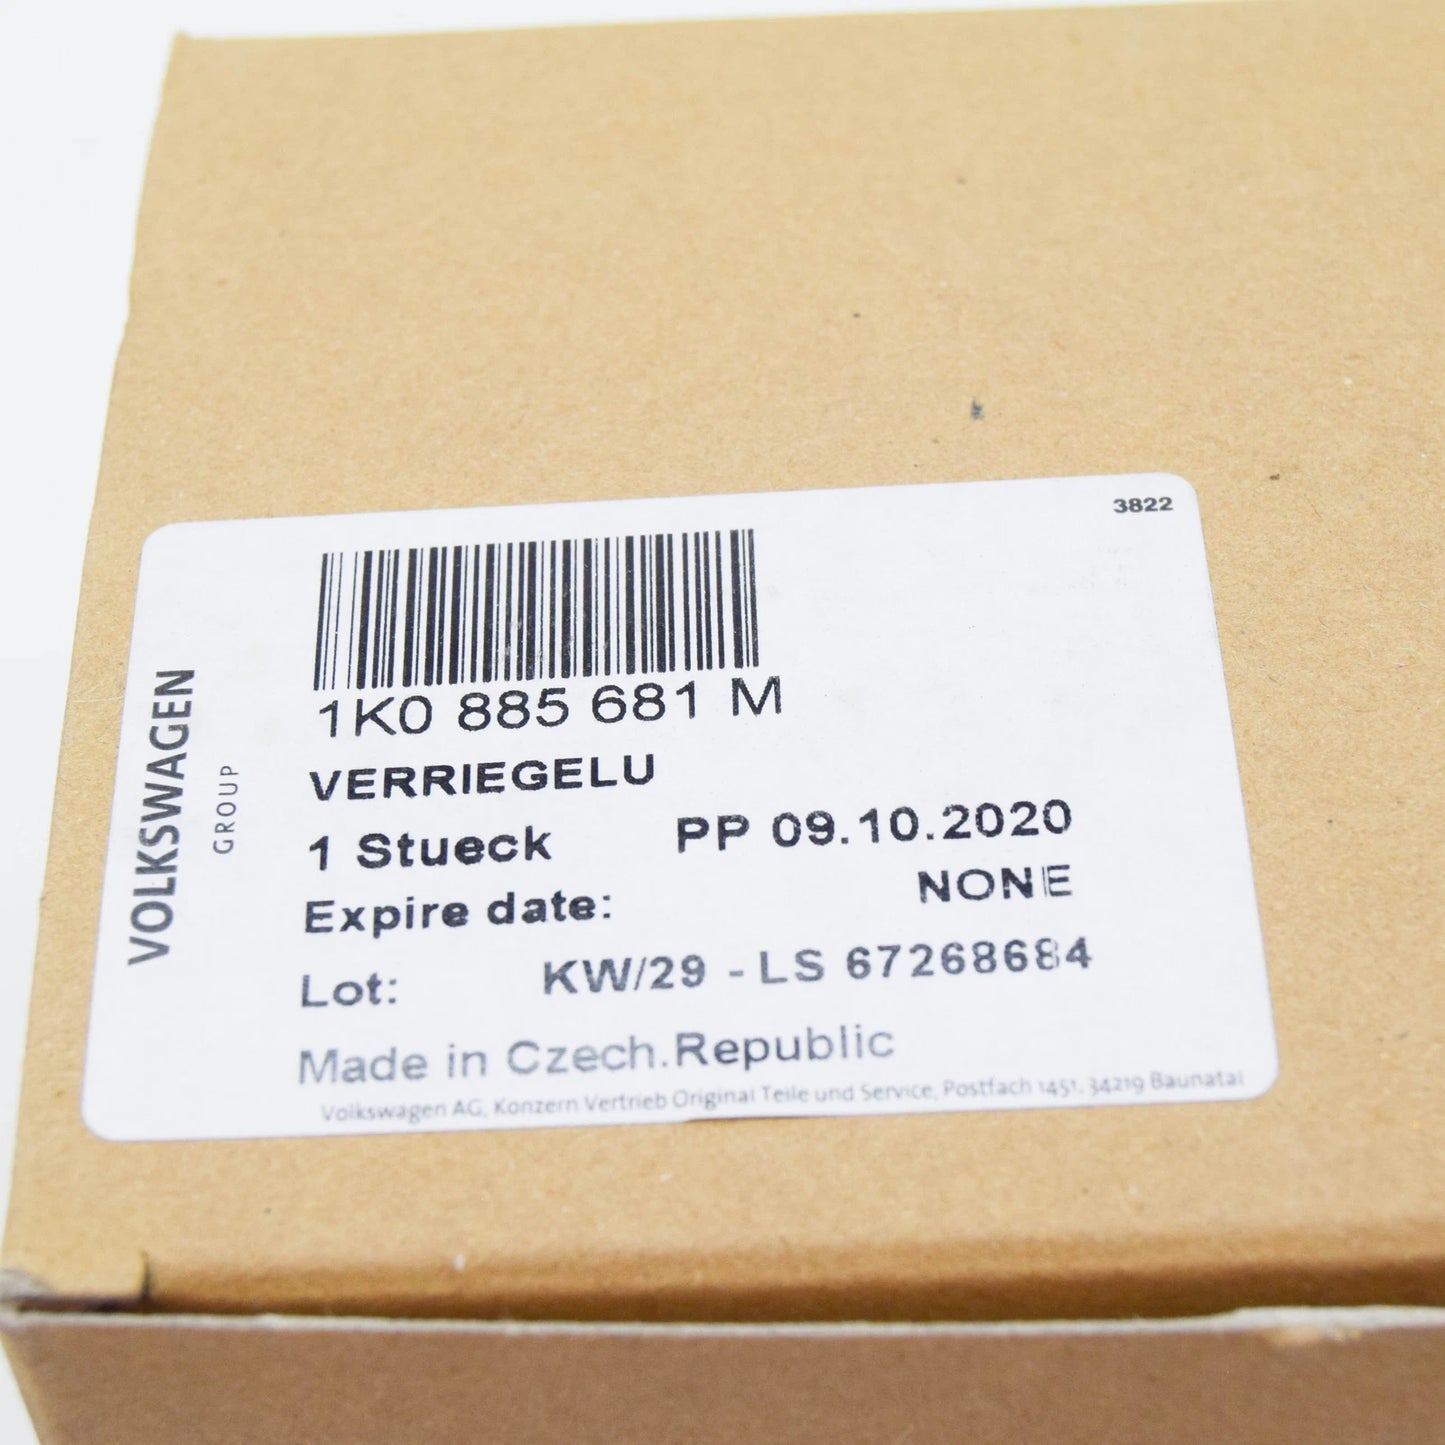 3822
VOLKSWAGEN
GROUP
1K0 885 681 M
VERRIEGELU
1 Stueck PP 09.10.2020
Expire date: NONE
Lot: KW/29 - LS 67268684
Made in Czech.Republic
Volkswagen AG, Konzern Vertrieb Original Teile und Service, Postfach 1451, 34219 Baunatal